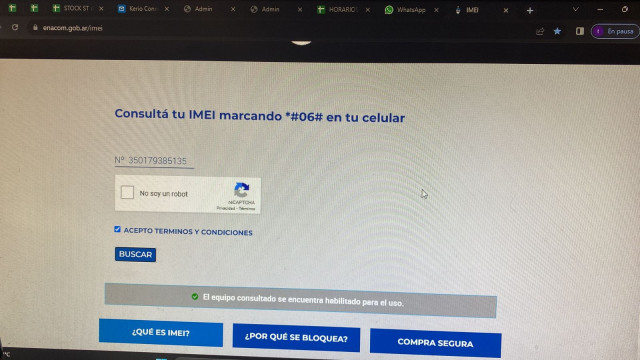 STOCK ST
Kerio Con
Admin
Admin
HORARIO
WhatsApp
IMEI
enacom.gob.ar/imei
En pausa
Consultá tu IMEI marcando *#06# en tu celular
Nº 350179385135
No soy un robot
reCAPTCHA
Privacidad - Términos
ACEPTO TERMINOS Y CONDICIONES
BUSCAR
El equipo consultado se encuentra habilitado para el uso.
¿QUÉ ES IMEI?
¿POR QUÉ SE BLOQUEA?
COMPRA SEGURA
°C